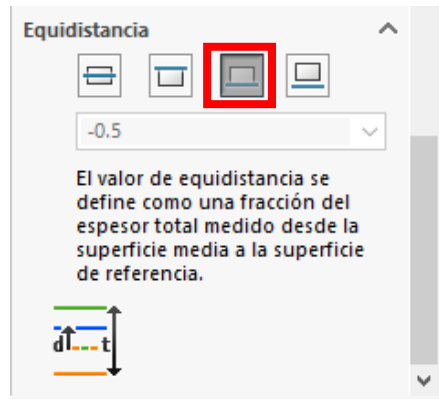 Equidistancia
-0.5
El valor de equidistancia se
define como una fracción del
espesor total medido desde la
superficie media a la superficie
de referencia.
d t